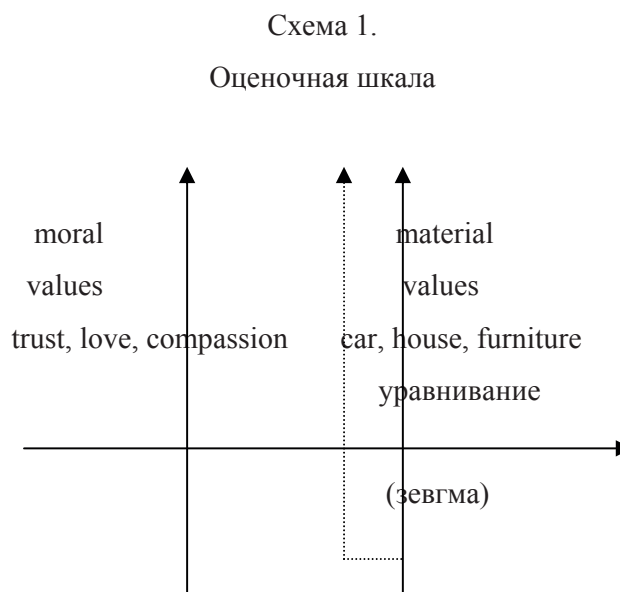 Схема 1.
Оценочная шкала
moral
values
trust, love, compassion
material
values
car, house, furniture
уравнивание
(зевгма)